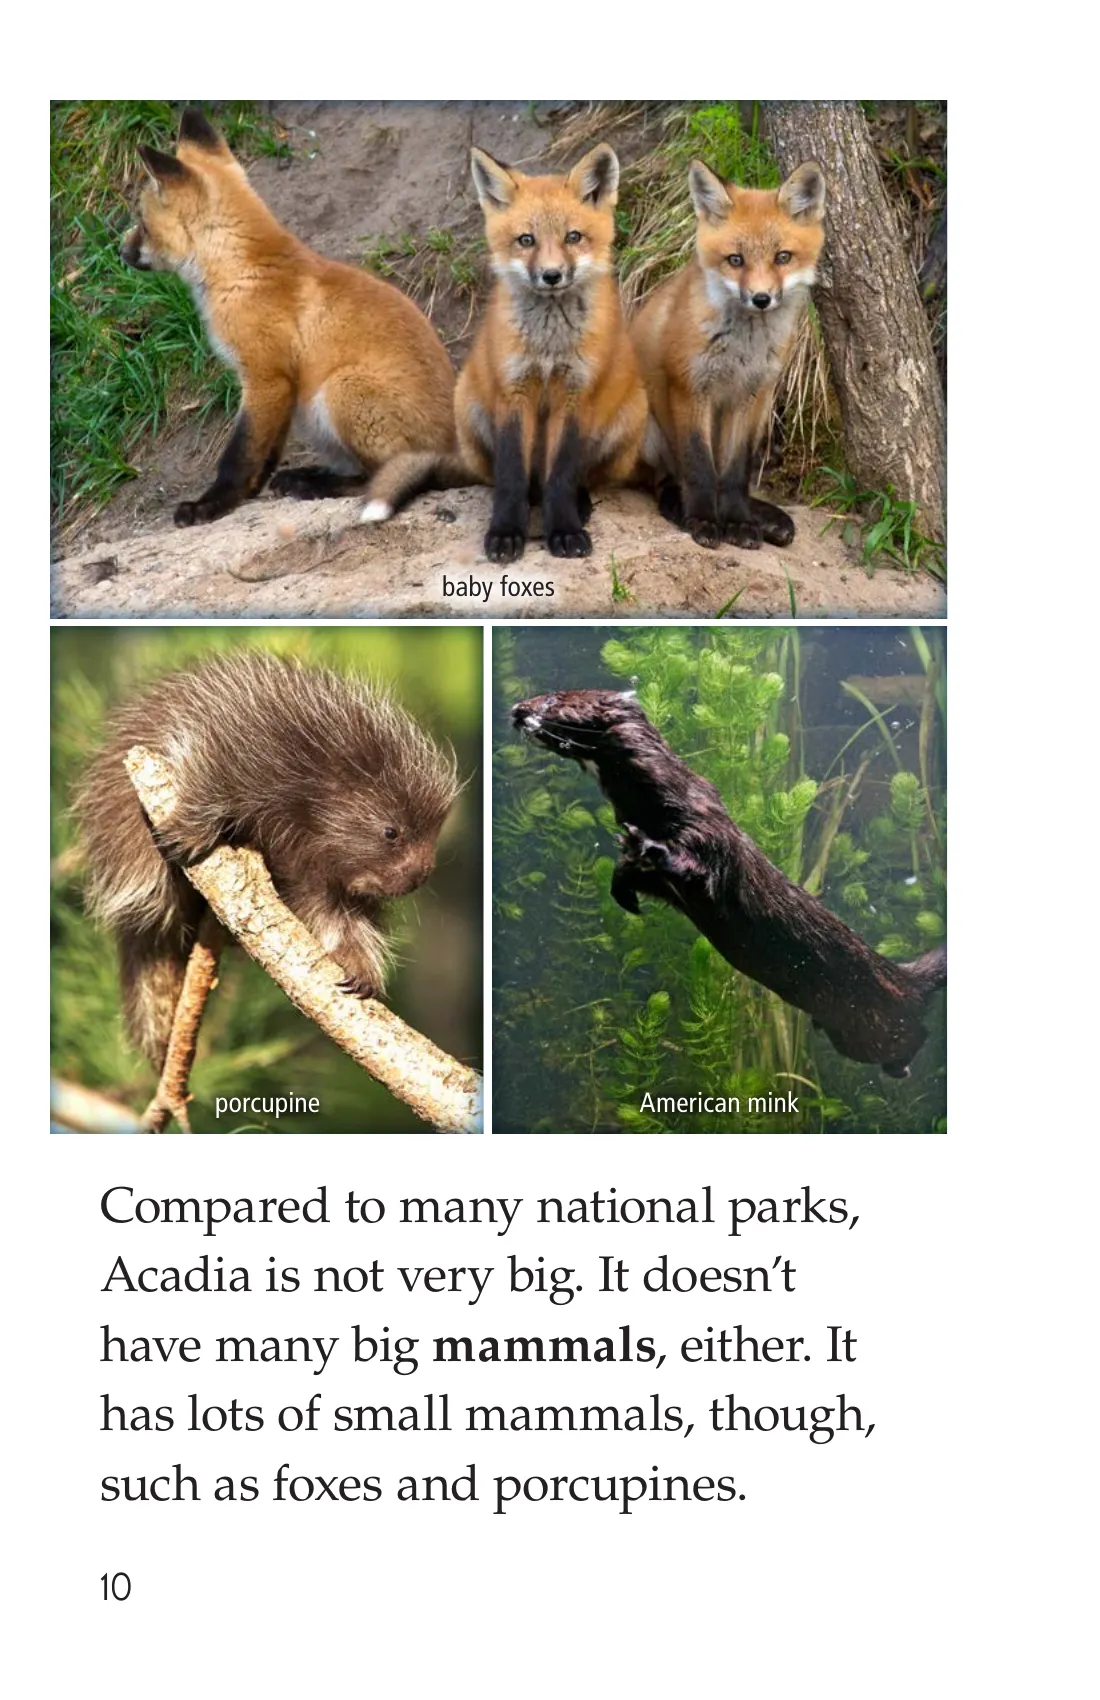 baby foxes
porcupine
American mink
Compared to many national parks,
Acadia is not very big. It doesn’t
have many big mammals, either. It
has lots of small mammals, though,
such as foxes and porcupines.
10